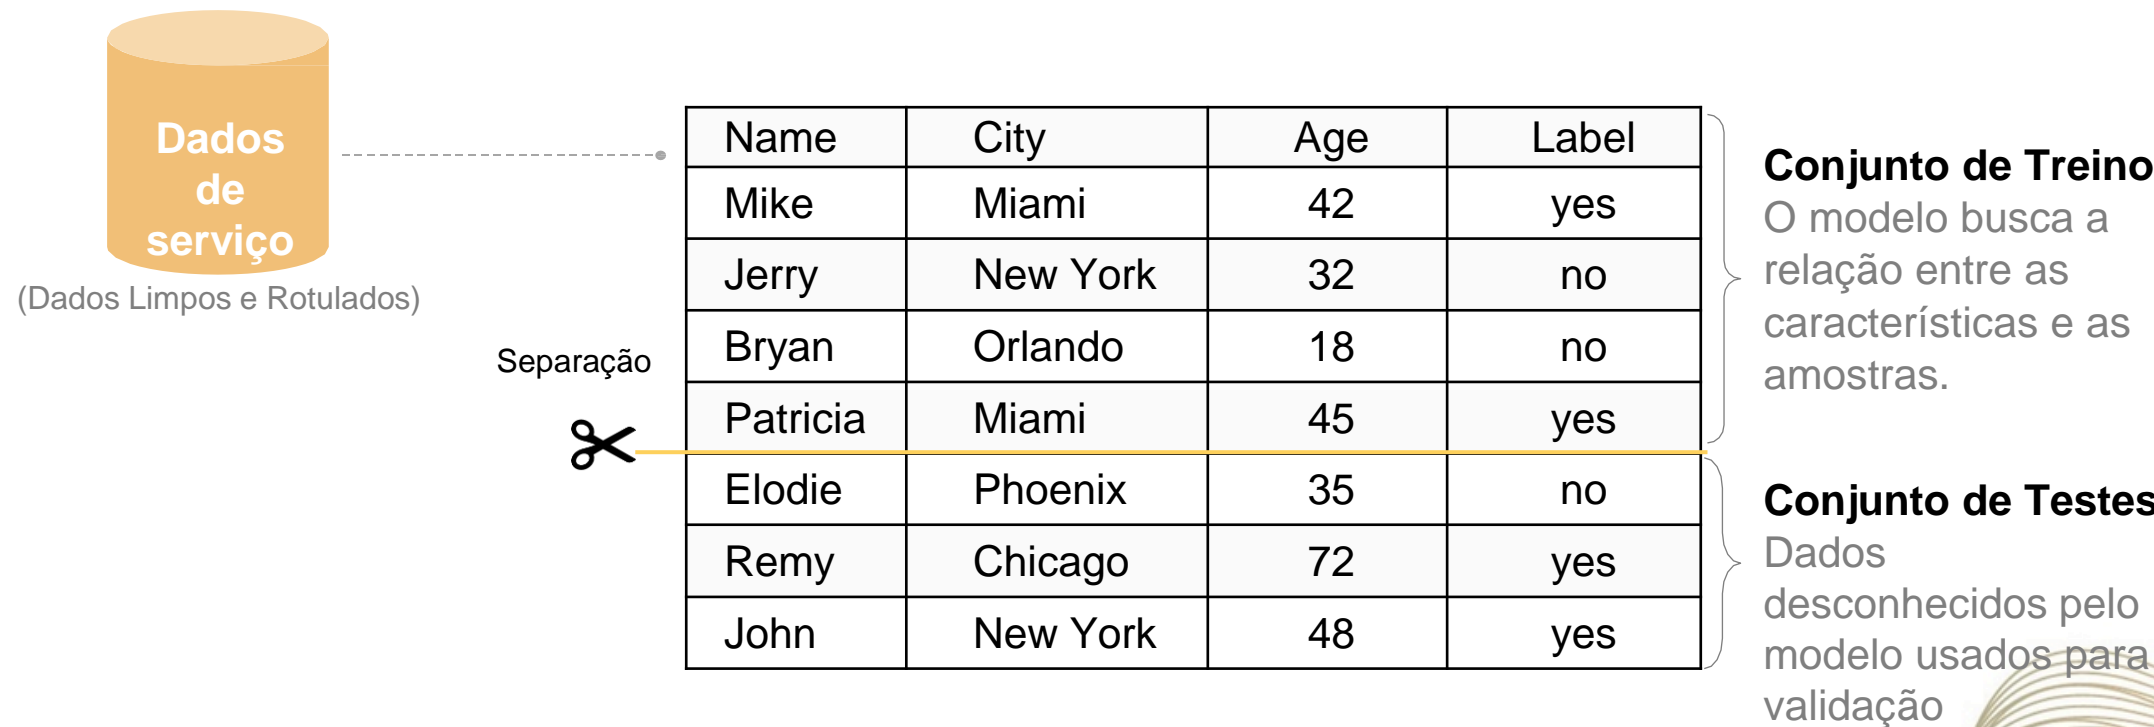 Dados
de
serviço
(Dados Limpos e Rotulados)
Separação
Name City Age Label
Mike Miami 42 yes
Jerry New York 32 no
Bryan Orlando 18 no
Patricia Miami 45 yes
Elodie Phoenix 35 no
Remy Chicago 72 yes
John New York 48 yes
Conjunto de Treino
O modelo busca a
relação entre as
características e as
amostras.
Conjunto de Testes
Dados
desconhecidos pelo
modelo usados para
validação